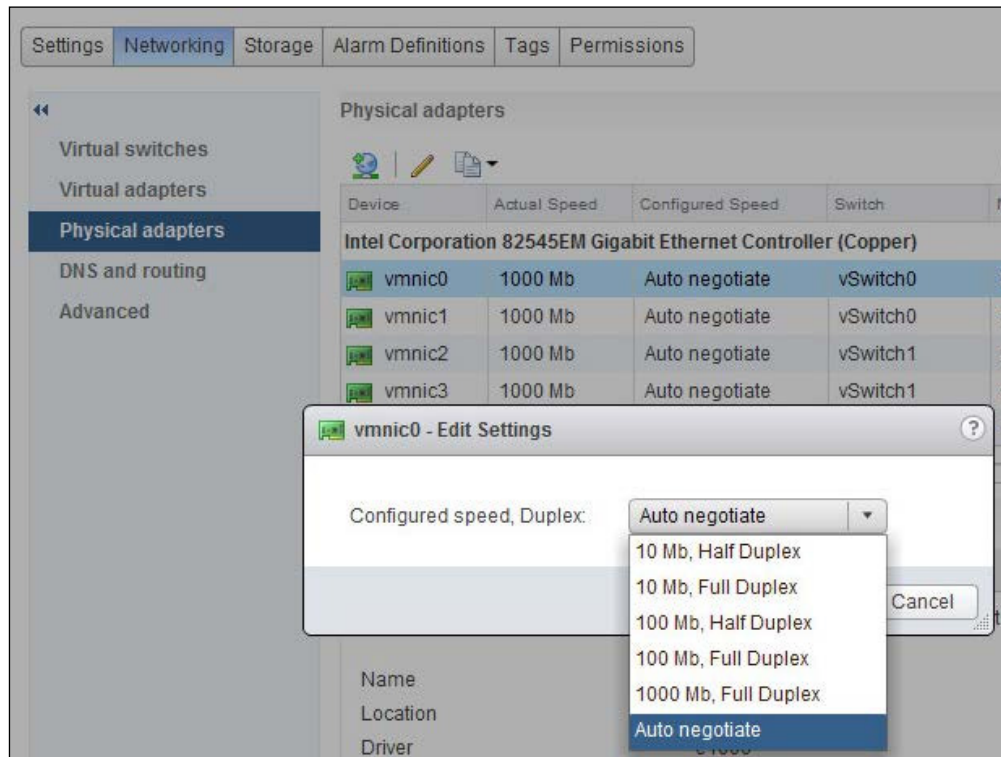 Settings Networking Storage Alarm Definitions Tags Permissions
Physical adapters
Virtual switches
Virtual adapters
Physical adapters
DNS and routing
Advanced
Device Actual Speed Configured Speed Switch
Intel Corporation 82545EM Gigabit Ethernet Controller (Copper)
vmnic0 1000 Mb Auto negotiate vSwitch0
vmnic1 1000 Mb Auto negotiate vSwitch0
vmnic2 1000 Mb Auto negotiate vSwitch1
vmnic3 1000 Mb Auto negotiate vSwitch1
vmnic0 - Edit Settings ?
Configured speed, Duplex: Auto negotiate
10 Mb, Half Duplex
10 Mb, Full Duplex
100 Mb, Half Duplex
100 Mb, Full Duplex
1000 Mb, Full Duplex
Auto negotiate
Cancel
Name
Location
Driver